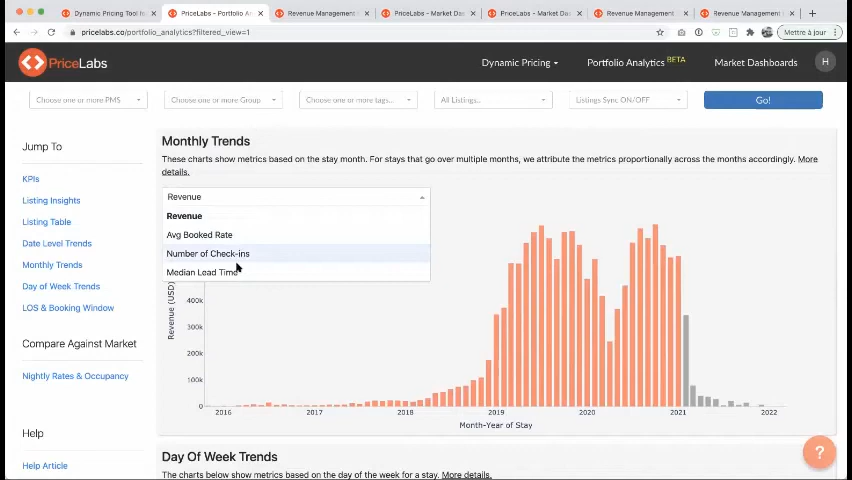 Dynamic Pricing Tool fo
PriceLabs - Portfolio An
Revenue Management
PriceLabs - Market Das
PriceLabs - Market Das
Revenue Management
Revenue Management
pricelabs.co/portfolio_analytics?filtered_view=1
Mettre à jour
PriceLabs
Dynamic Pricing
Portfolio Analytics BETA
Market Dashboards
H
Choose one or more PMS
Choose one or more Group
Choose one or more tags...
All Listings...
Listings Sync ON/OFF
Go!
Jump To
KPIs
Listing Insights
Listing Table
Date Level Trends
Monthly Trends
Day of Week Trends
LOS & Booking Window
Compare Against Market
Nightly Rates & Occupancy
Help
Help Article
Monthly Trends
These charts show metrics based on the stay month. For stays that go over multiple months, we attribute the metrics proportionally across the months accordingly. More
details.
Revenue
Revenue
Avg Booked Rate
Number of Check-ins
Median Lead Time
Revenue (USD)
400k
300k
200k
100k
0
2016
2017
2018
2019
2020
2021
2022
Month-Year of Stay
Day Of Week Trends
The charts below show metrics based on the day of the week for a stay. More details.
?